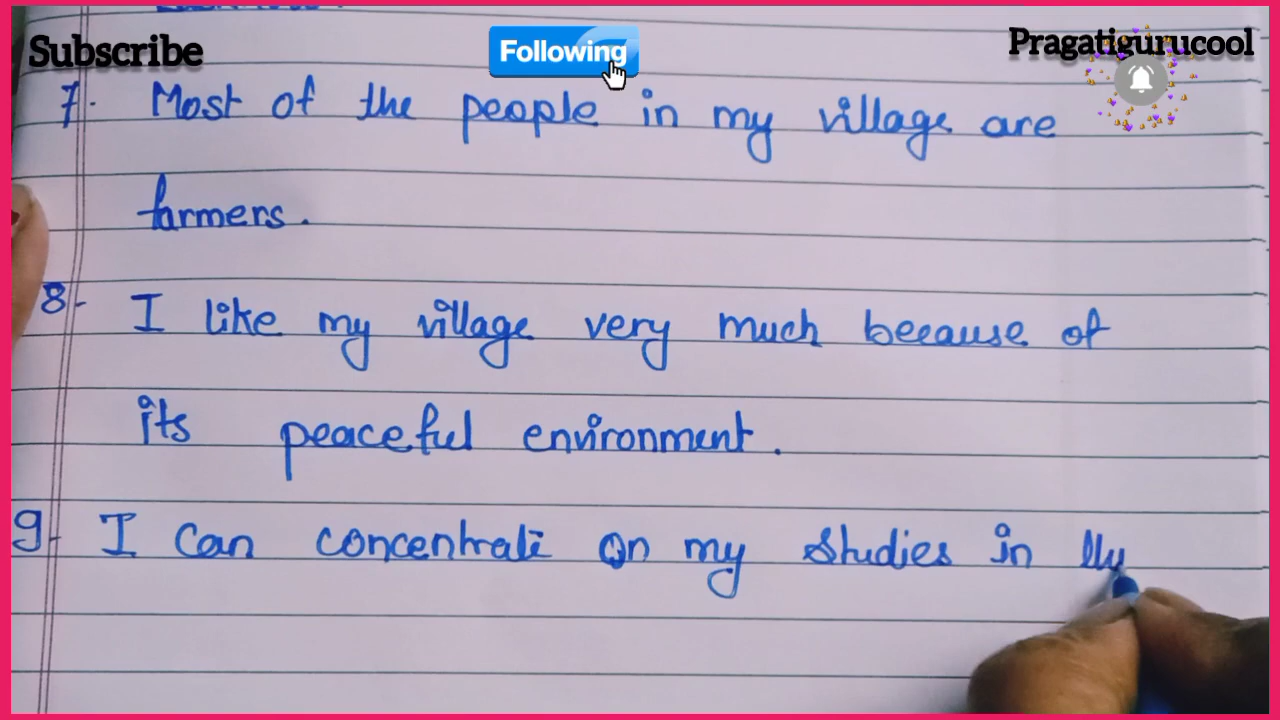 Subscribe
Following
Pragatigurucool
7. Most of the people in my village are
farmers.
8- I like my village very much because of
its peaceful environment.
9- I can concentrate on my studies in